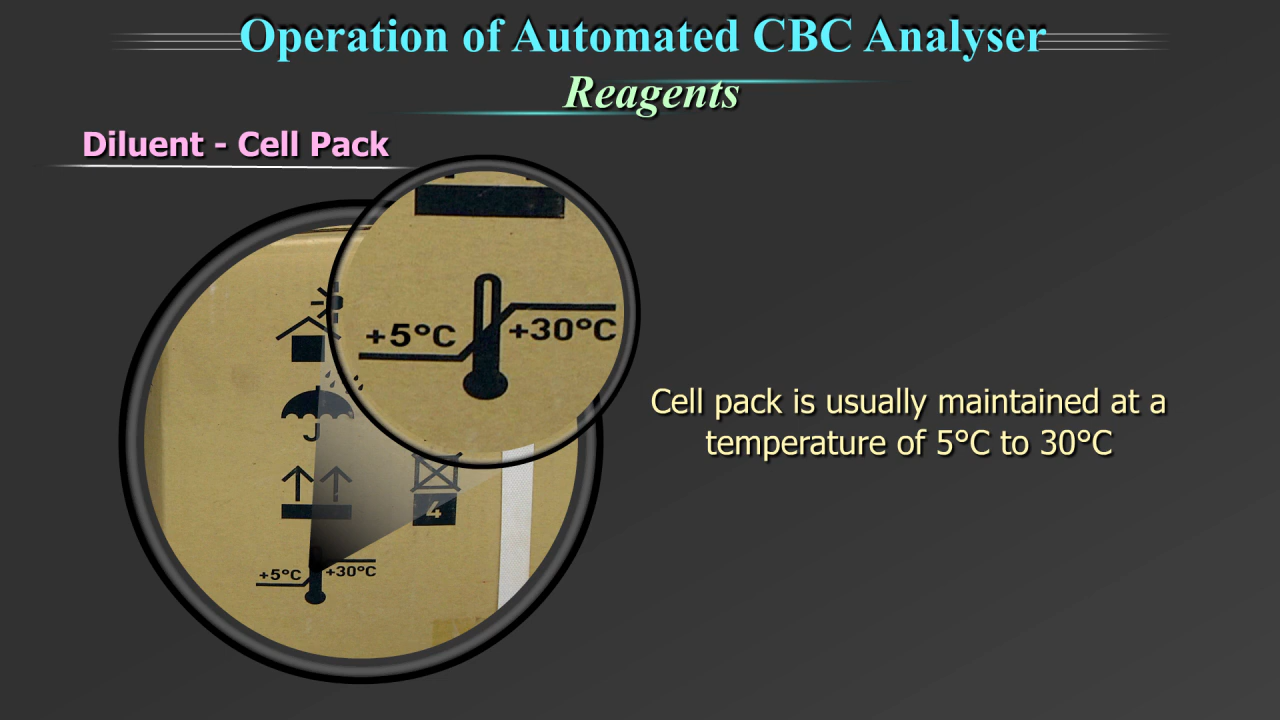 Operation of Automated CBC Analyser
Reagents
Diluent - Cell Pack
+5°C +30°C
Cell pack is usually maintained at a
temperature of 5°C to 30°C
4
+5°C +30°C